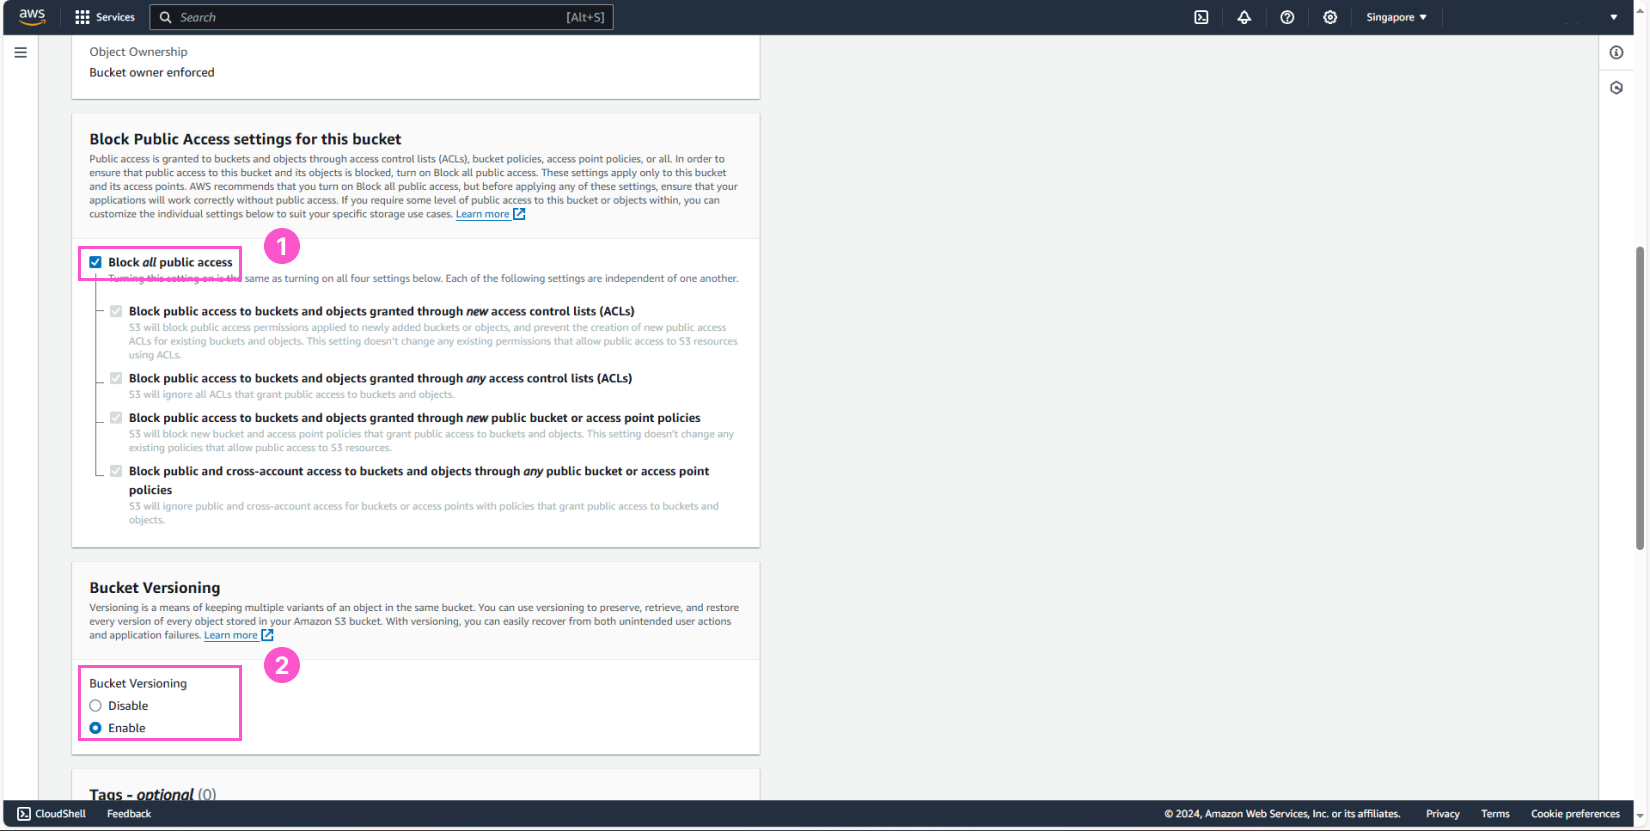 aws
Services
Search
[Alt+S]
Singapore
Object Ownership
Bucket owner enforced
Block Public Access settings for this bucket
Public access is granted to buckets and objects through access control lists (ACLs), bucket policies, access point policies, or all. In order to
ensure that public access to this bucket and its objects is blocked, turn on Block all public access. These settings apply only to this bucket
and its access points. AWS recommends that you turn on Block all public access, but before applying any of these settings, ensure that your
applications will work correctly without public access. If you require some level of public access to this bucket or objects within, you can
customize the individual settings below to suit your specific storage use cases. Learn more
1
Block all public access
Turning this setting on is the same as turning on all four settings below. Each of the following settings are independent of one another.
Block public access to buckets and objects granted through new access control lists (ACLs)
S3 will block public access permissions applied to newly added buckets or objects, and prevent the creation of new public access
ACLs for existing buckets and objects. This setting doesn't change any existing permissions that allow public access to S3 resources
using ACLs.
Block public access to buckets and objects granted through any access control lists (ACLs)
S3 will ignore all ACLs that grant public access to buckets and objects.
Block public access to buckets and objects granted through new public bucket or access point policies
S3 will block new bucket and access point policies that grant public access to buckets and objects. This setting doesn't change any
existing policies that allow public access to S3 resources.
Block public and cross-account access to buckets and objects through any public bucket or access point
policies
S3 will ignore public and cross-account access for buckets or access points with policies that grant public access to buckets and
objects.
Bucket Versioning
Versioning is a means of keeping multiple variants of an object in the same bucket. You can use versioning to preserve, retrieve, and restore
every version of every object stored in your Amazon S3 bucket. With versioning, you can easily recover from both unintended user actions
and application failures. Learn more
2
Bucket Versioning
Disable
Enable
Tags - optional (0)
CloudShell
Feedback
© 2024, Amazon Web Services, Inc. or its affiliates.
Privacy
Terms
Cookie preferences